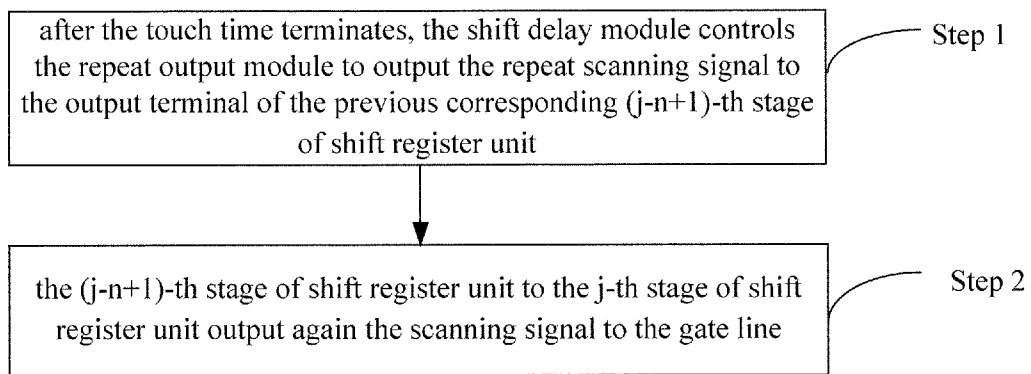 after the touch time terminates, the shift delay module controls
the repeat output module to output the repeat scanning signal to
the output terminal of the previous corresponding (j-n+1)-th stage
of shift register unit
Step 1
the (j-n+1)-th stage of shift register unit to the j-th stage of shift
register unit output again the scanning signal to the gate line
Step 2